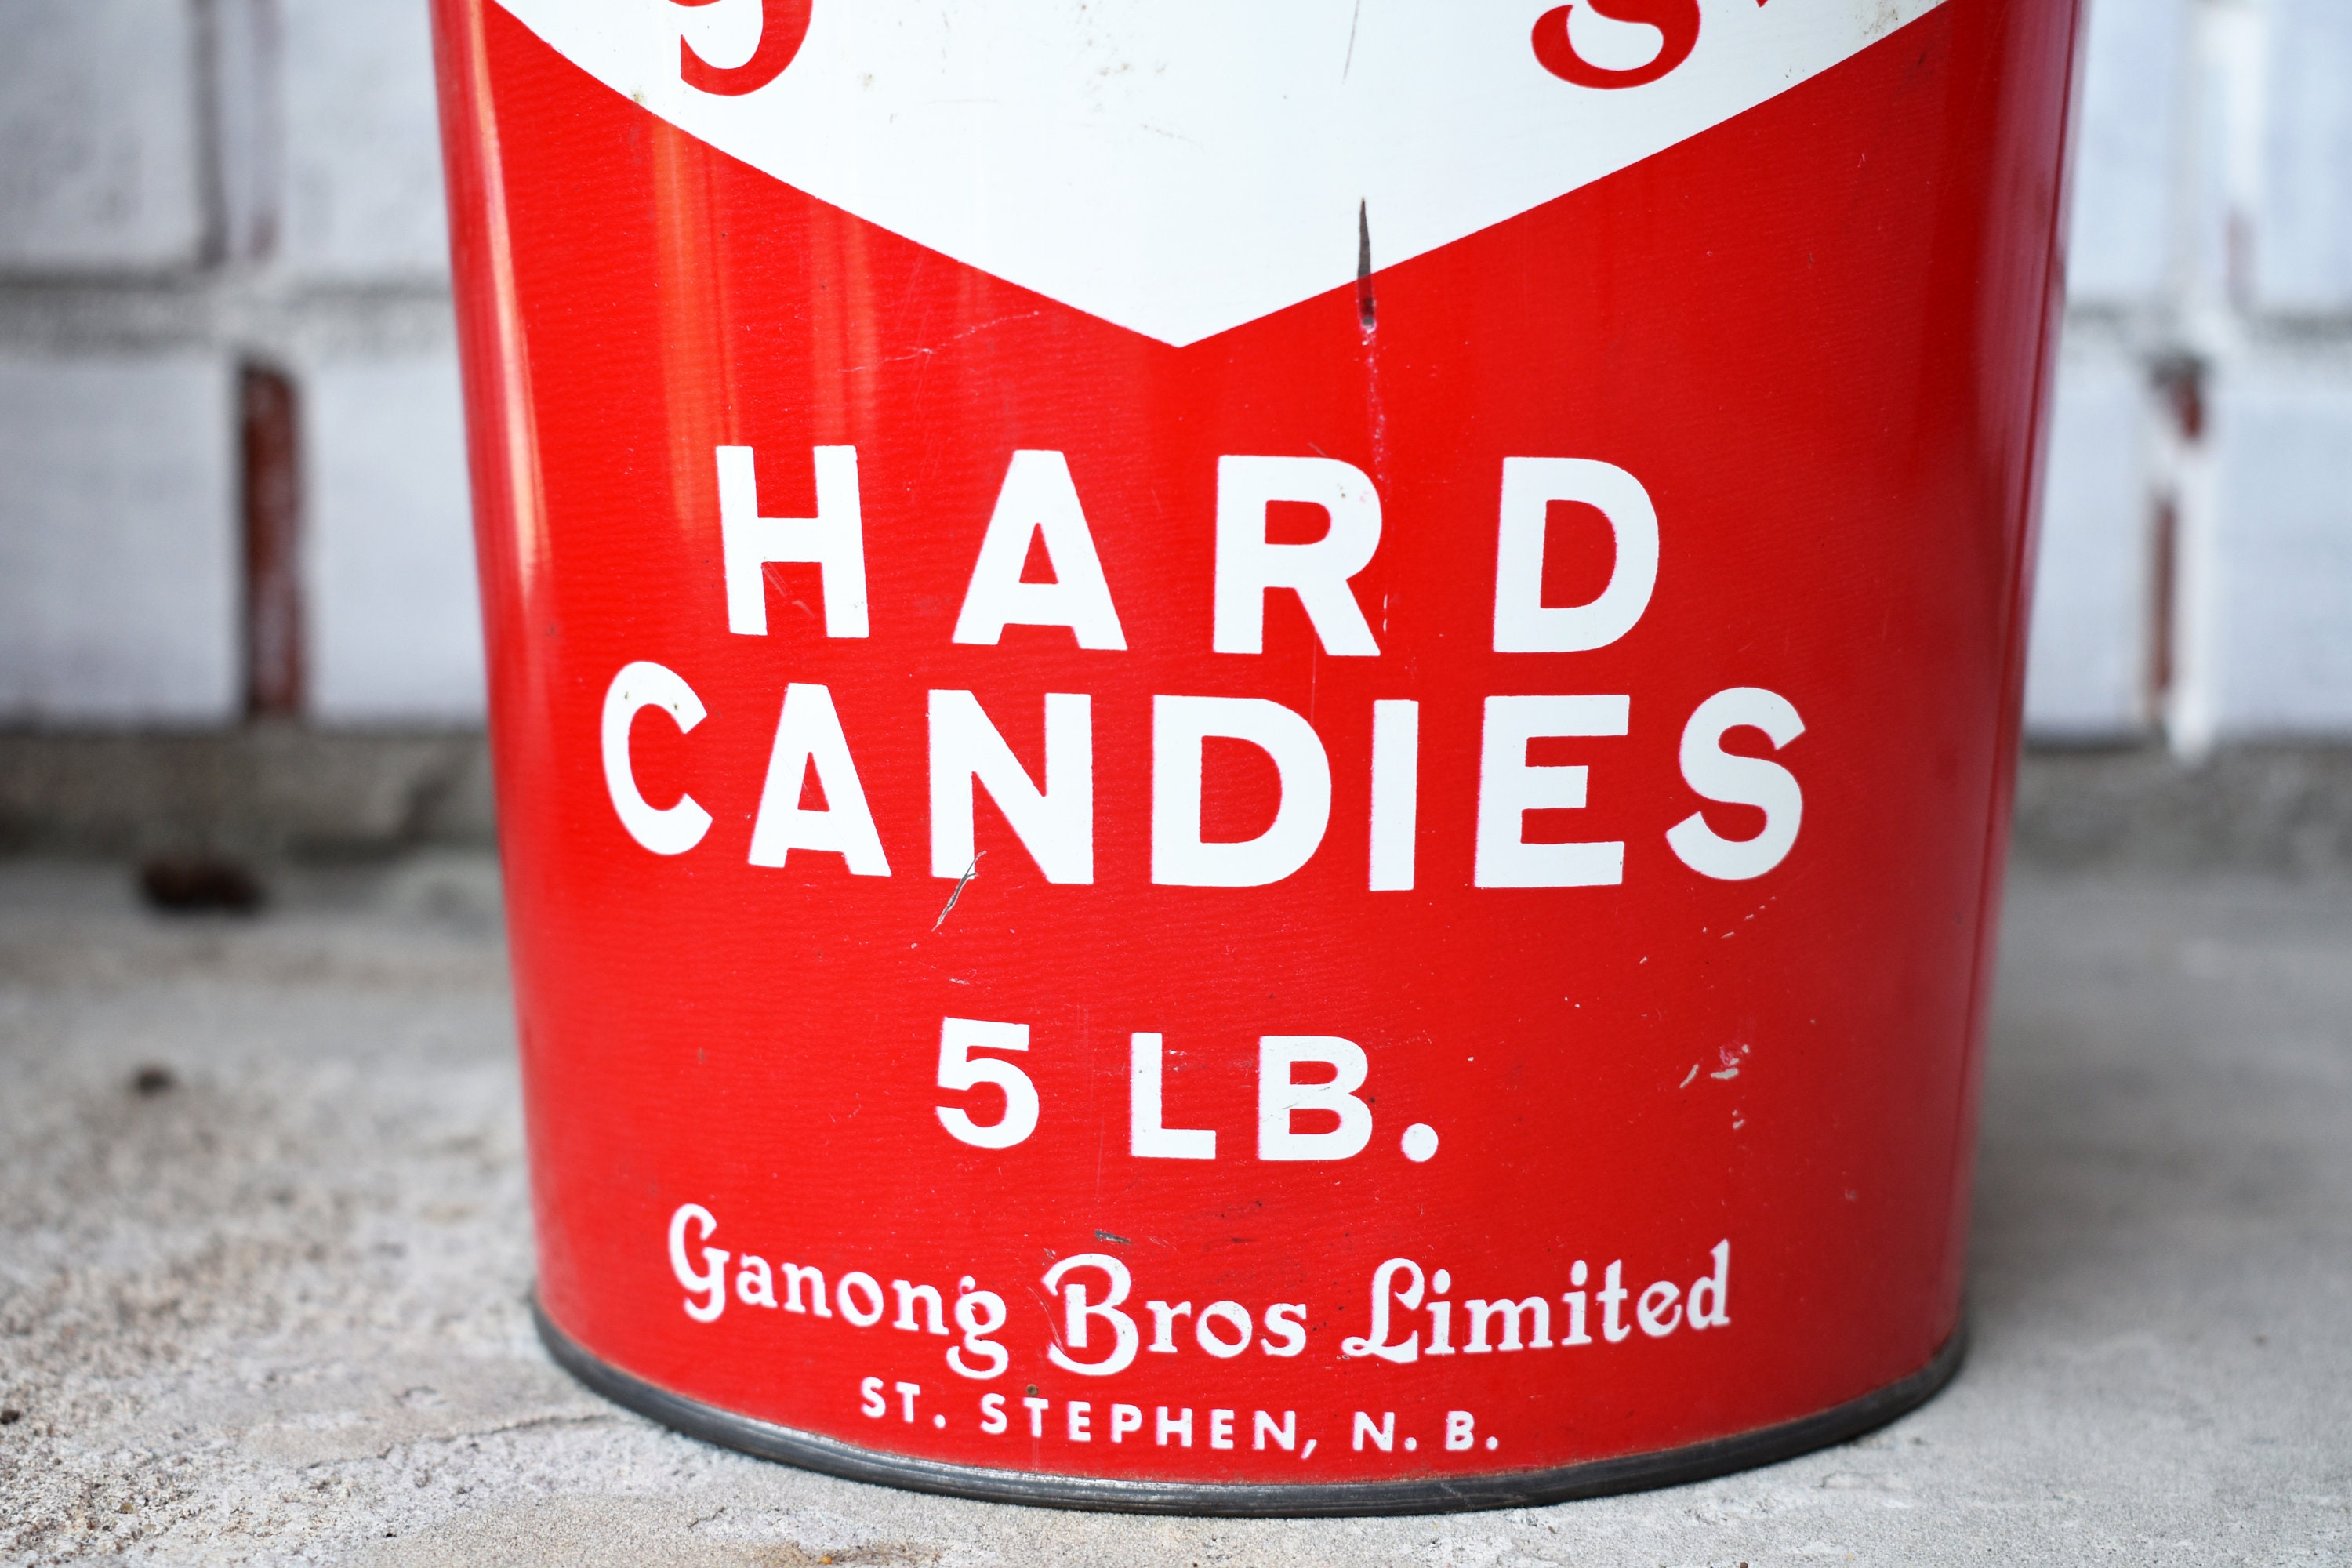 HARD
CANDIES
5 LB.
Ganong Bros Limited
ST. STEPHEN, N. B.